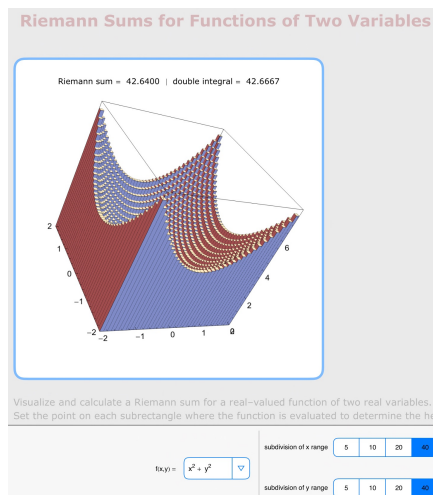 Riemann Sums for Functions of Two Variables
Riemann sum = 42.6400 | double integral = 42.6667
2
1
0
−1
−2
−2
−1
0
1
2
0
2
4
6
Visualize and calculate a Riemann sum for a real-valued function of two real variables.
Set the point on each subrectangle where the function is evaluated to determine the
subdivision of x range 5 10 20 40
f(x,y) = x² + y²
subdivision of y range 5 10 20 40